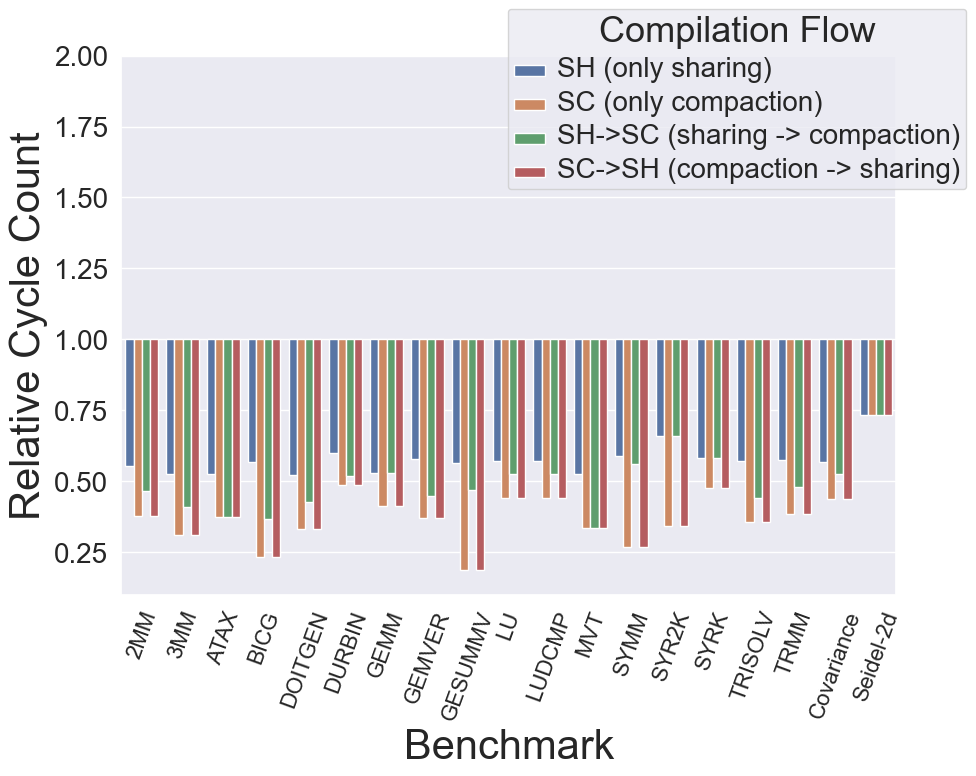 Compilation Flow
SH (only sharing)
SC (only compaction)
SH->SC (sharing -> compaction)
SC->SH (compaction -> sharing)
2.00
1.75
1.50
1.25
1.00
0.75
0.50
0.25
Relative Cycle Count
2MM
3MM
ATAX
BICG
DOITGEN
DURBIN
GEMM
GEMVER
GESUMMV
LU
LUDCMP
MVT
SYMM
SYR2K
SYRK
TRISOLV
TRMM
Covariance
Seidel-2d
Benchmark